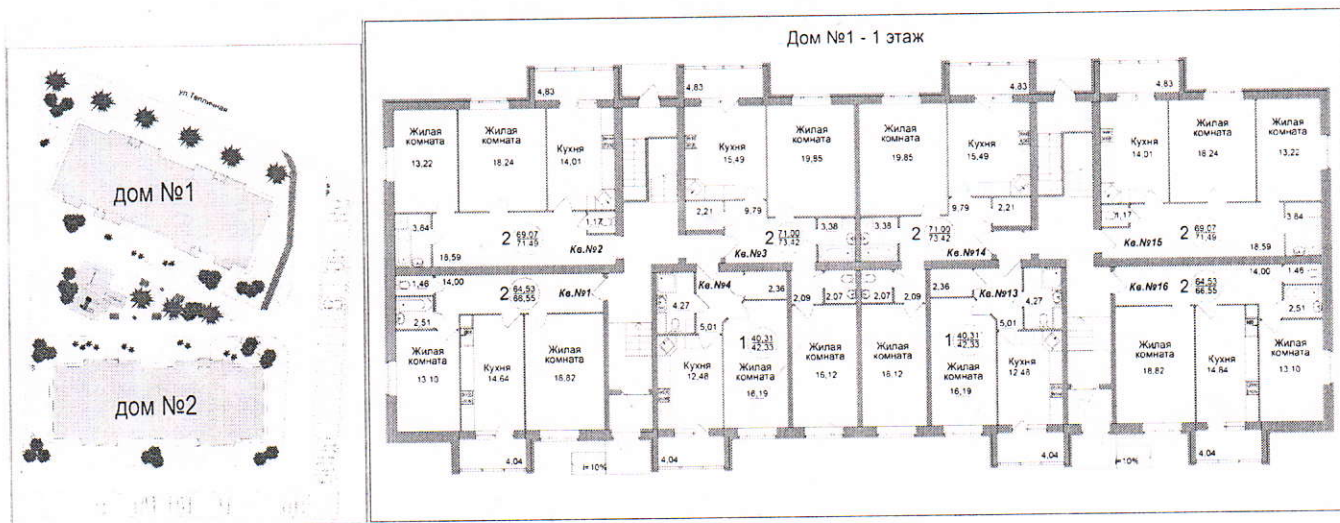 ул.Тепличная
дом №1
дом №2
Дом №1 - 1 этаж
4,83
4,83
4,83
4,83
Жилая
комната
13,22
Жилая
комната
18,24
Кухня
14,01
Кухня
15,49
Жилая
комната
19,85
Жилая
комната
19,85
Кухня
15,49
Кухня
14,01
Жилая
комната
18,24
Жилая
комната
13,22
1,17
2,21
9,79
9,79
2,21
1,17
3,64
2 69,07
71,49
Кв.№2
18,59
2 71,00
73,42
3,38
Кв.№3
3,38
2 71,00
73,42
Кв.№14
2 69,07
71,49
Кв.№15
3,64
18,59
1,46
14,00
2 64,53
66,55
Кв.№1
Кв.№4
4,27
2,36
2,09
2,07
2,07
2,09
2,36
Кв.№13
4,27
Кв.№16
2 64,53
66,55
14,00
1,46
2,51
5,01
1 40,31
42,33
1 40,31
42,33
5,01
2,51
Жилая
комната
13,10
Кухня
14,64
Жилая
комната
Кухня
12,48
Жилая
комната
16,19
Жилая
комната
16,12
Жилая
комната
16,12
Жилая
комната
16,19
Кухня
12,48
Жилая
комната
18,82
Кухня
Жилая
комната
13,10
4,04
i=10%
4,04
4,04
i=10%
4,04